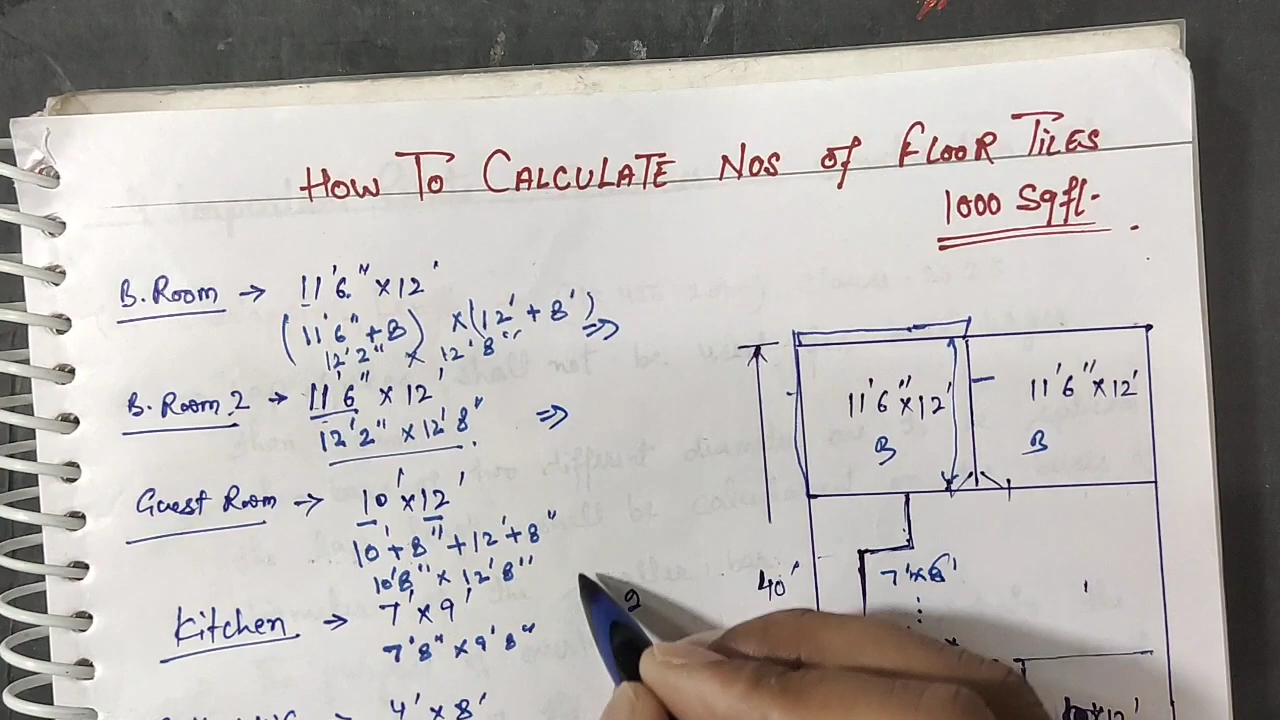 HOW TO CALCULATE NOS of FLOOR TILES
1000 Sqft.
B. Room → 11'6" × 12'
(11'6" + 8) × (12' + 8') ⇒
12'2" × 12'8"
B. Room 2 → 11'6" × 12'
12'2" × 12'8" ⇒
Guest Room → 10' × 12'
10' + 8" + 12' + 8"
10'8" × 12'8"
Kitchen → 7' × 9'
7'8" × 9'8"
→ 4' × 8'
11'6" × 12'
B
11'6" × 12'
B
40'
7' × 6'